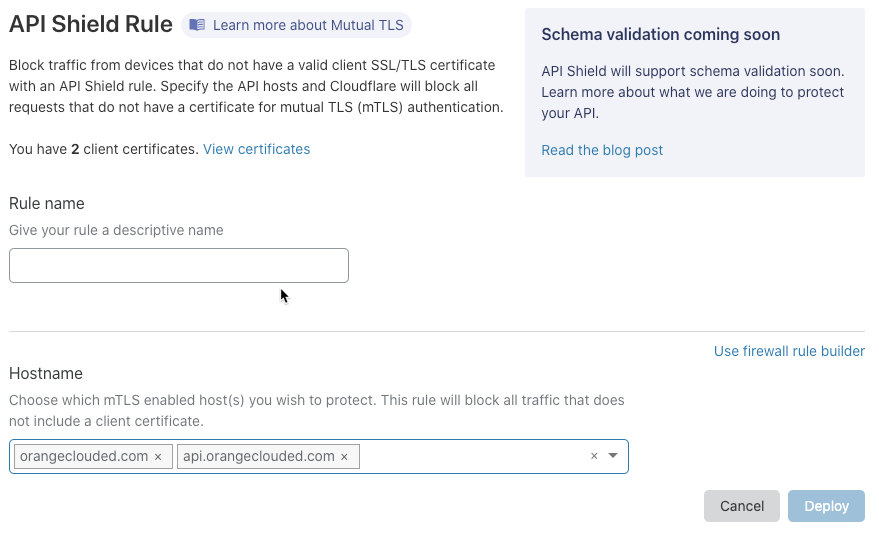 API Shield Rule
Learn more about Mutual TLS
Block traffic from devices that do not have a valid client SSL/TLS certificate
with an API Shield rule. Specify the API hosts and Cloudflare will block all
requests that do not have a certificate for mutual TLS (mTLS) authentication.
You have 2 client certificates. View certificates
Schema validation coming soon
API Shield will support schema validation soon.
Learn more about what we are doing to protect
your API.
Read the blog post
Rule name
Give your rule a descriptive name
Use firewall rule builder
Hostname
Choose which mTLS enabled host(s) you wish to protect. This rule will block all traffic that does
not include a client certificate.
orangeclouded.com × api.orangeclouded.com × ×
Cancel Deploy